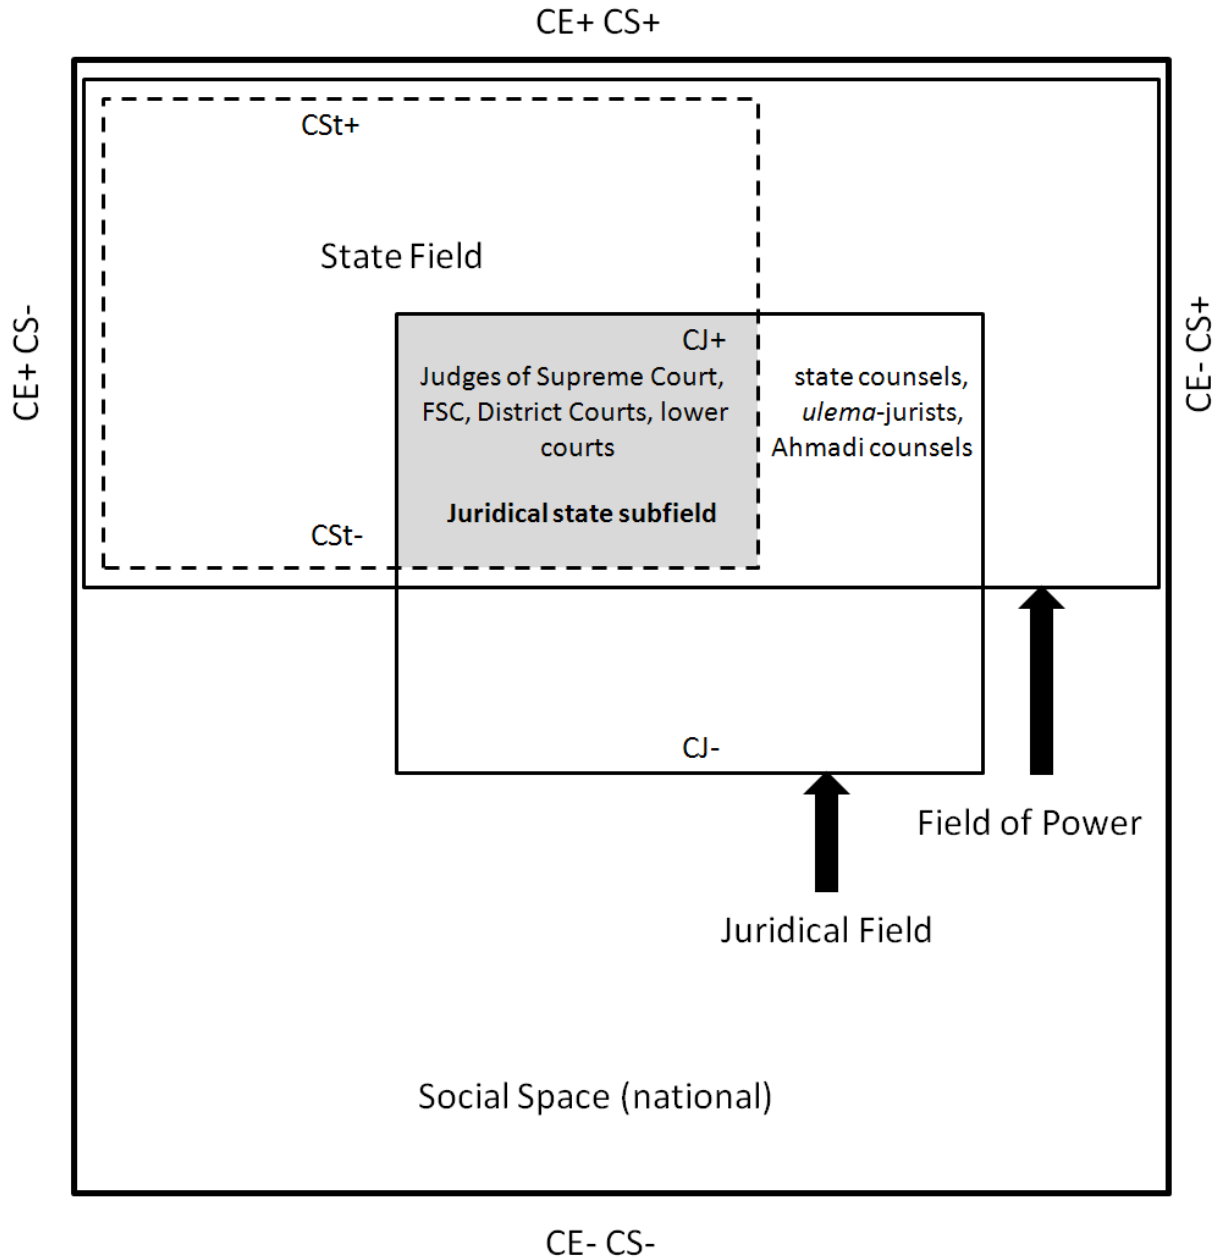 CE+ CS+
CSt+
State Field
CE+ CS-
CE- CS+
CJ+
Judges of Supreme Court,
FSC, District Courts, lower
courts
state counsels,
ulema-jurists,
Ahmadi counsels
Juridical state subfield
CSt-
CJ-
Field of Power
Juridical Field
Social Space (national)
CE- CS-